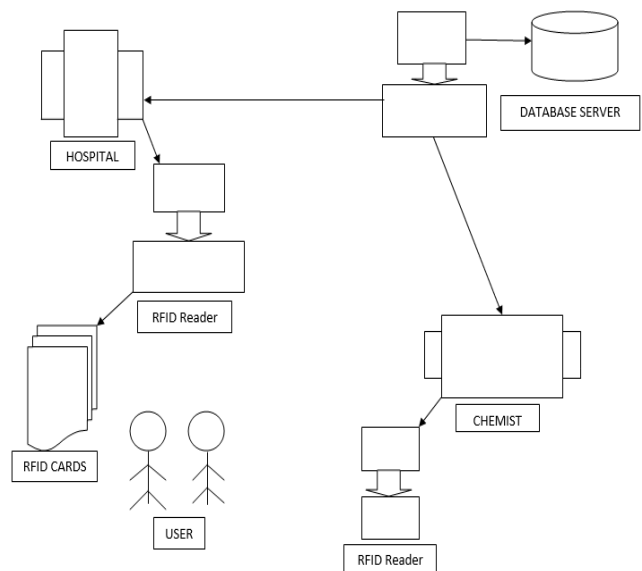 DATABASE SERVER
HOSPITAL
RFID Reader
CHEMIST
RFID CARDS
USER
RFID Reader